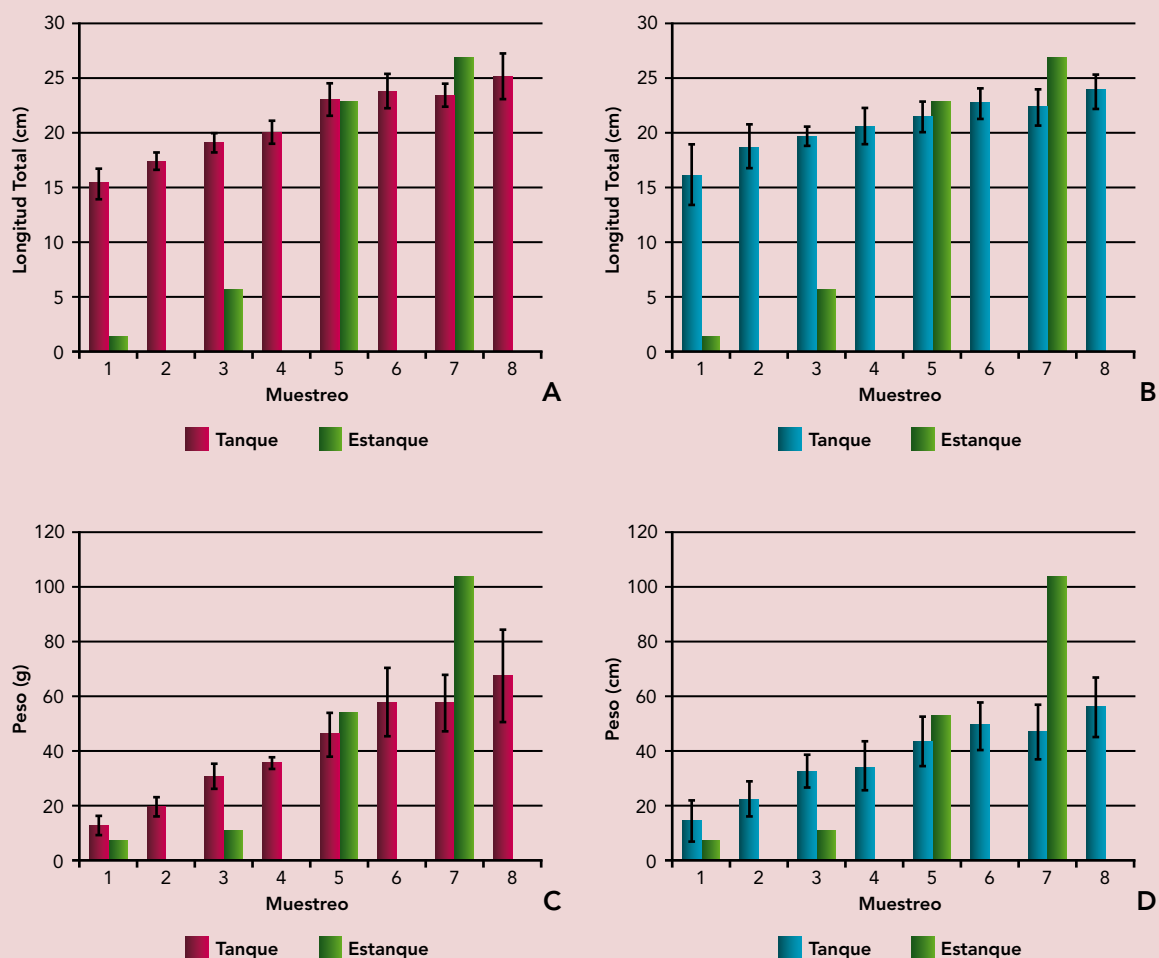 30
25
20
15
10
5
0
Longitud Total (cm)
1 2 3 4 5 6 7 8
Muestreo
A
Tanque Estanque
30
25
20
15
10
5
0
Longitud Total (cm)
1 2 3 4 5 6 7 8
Muestreo
B
Tanque Estanque
120
100
80
60
40
20
0
Peso (g)
1 2 3 4 5 6 7 8
Muestreo
C
Tanque Estanque
120
100
80
60
40
20
0
Peso (cm)
1 2 3 4 5 6 7 8
Muestreo
D
Tanque Estanque